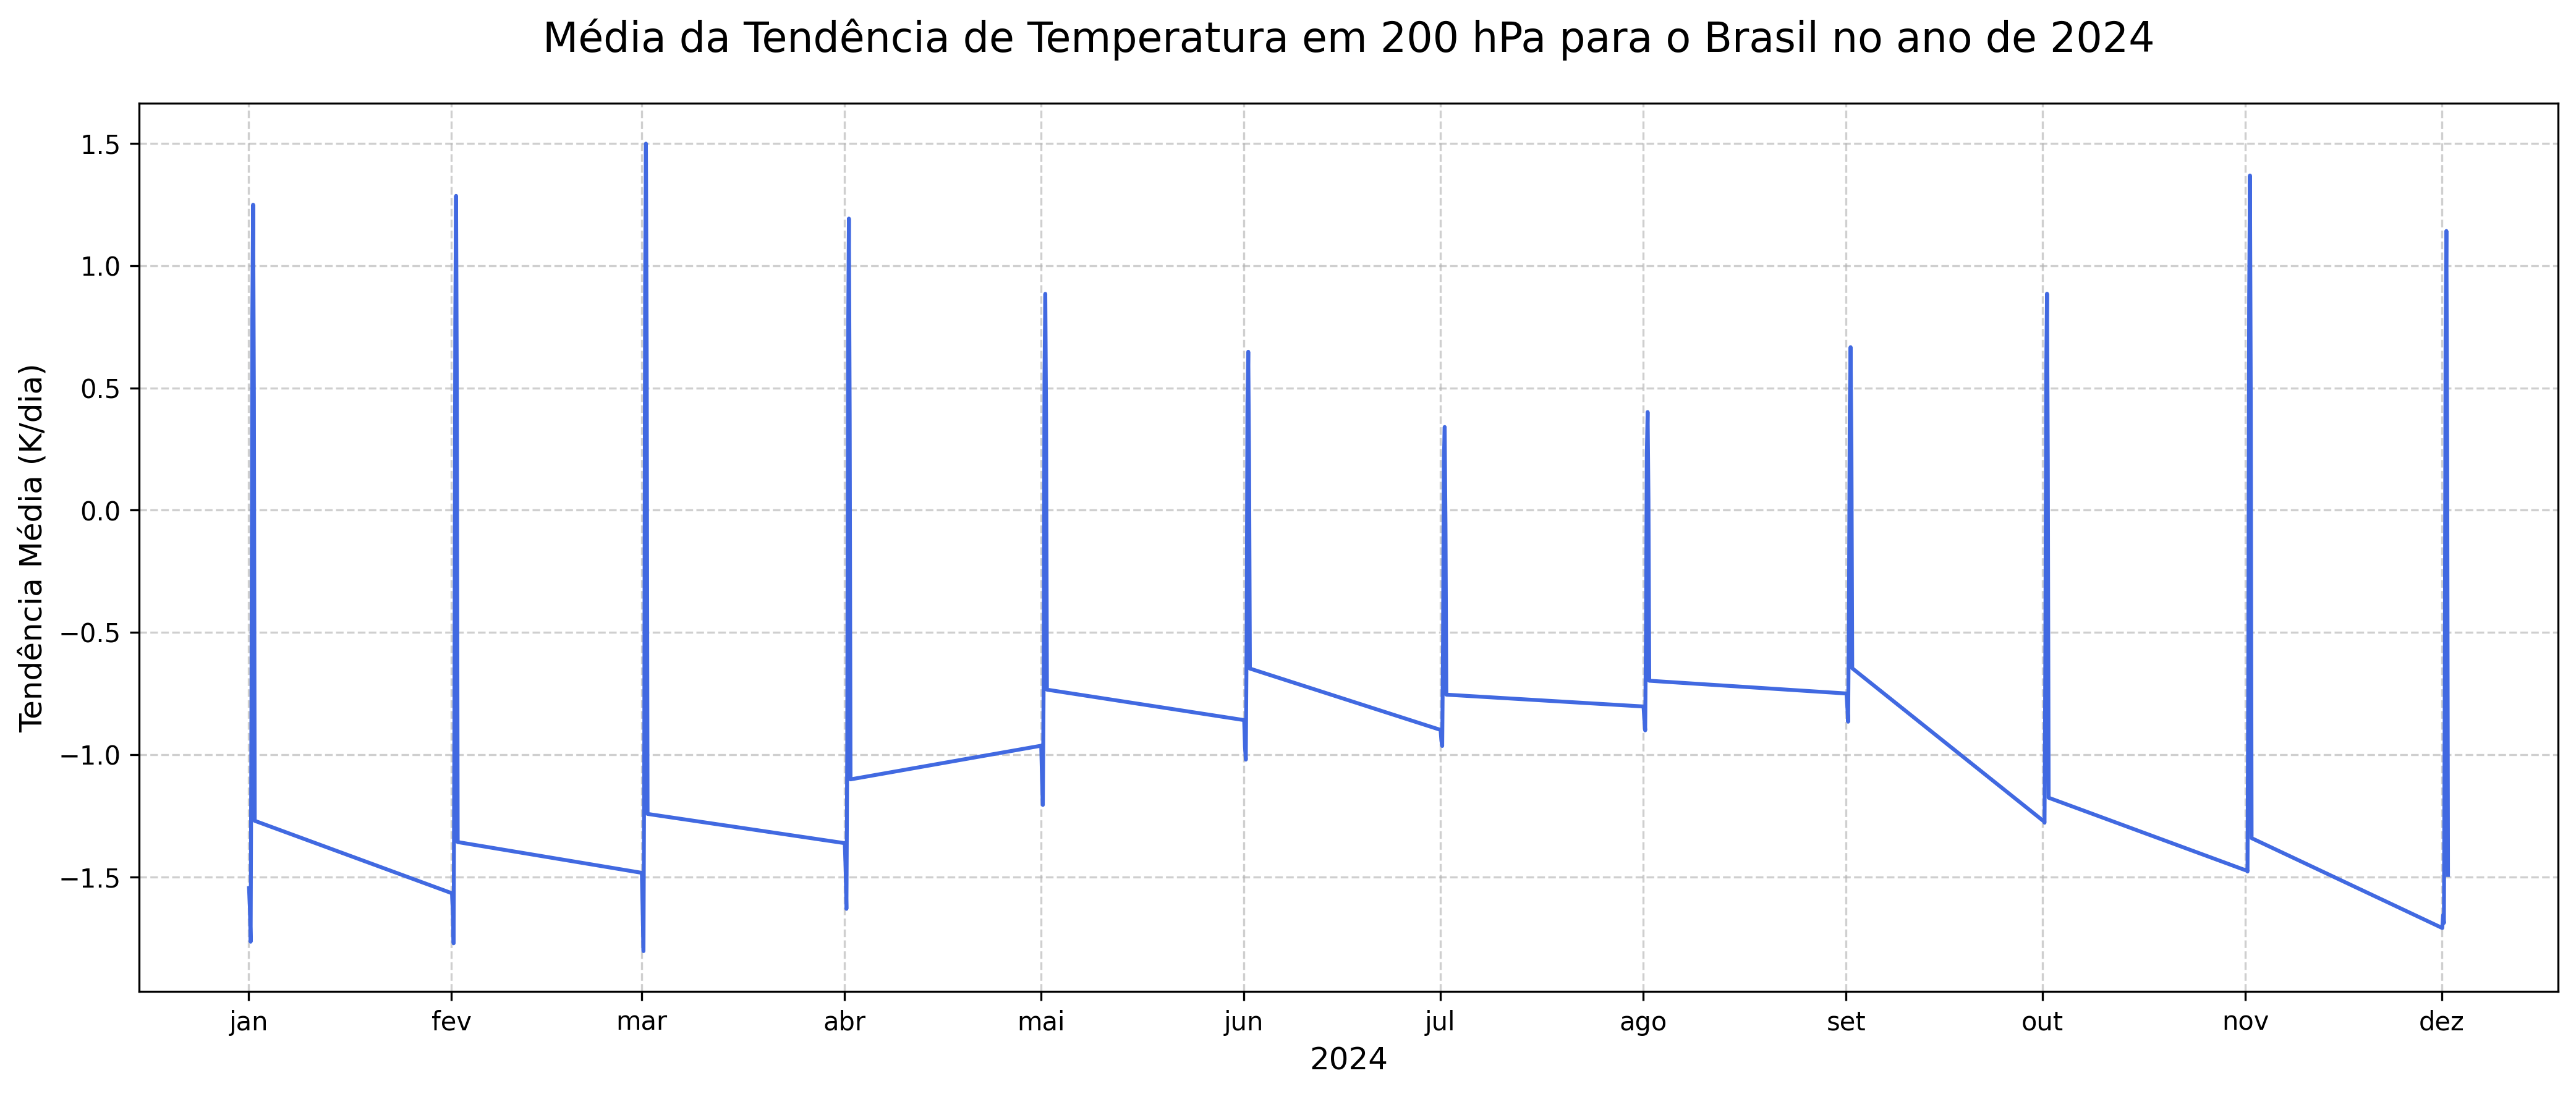 Média da Tendência de Temperatura em 200 hPa para o Brasil no ano de 2024
Tendência Média (K/dia)
1.5
1.0
0.5
0.0
−0.5
−1.0
−1.5
jan fev mar abr mai jun jul ago set out nov dez
2024